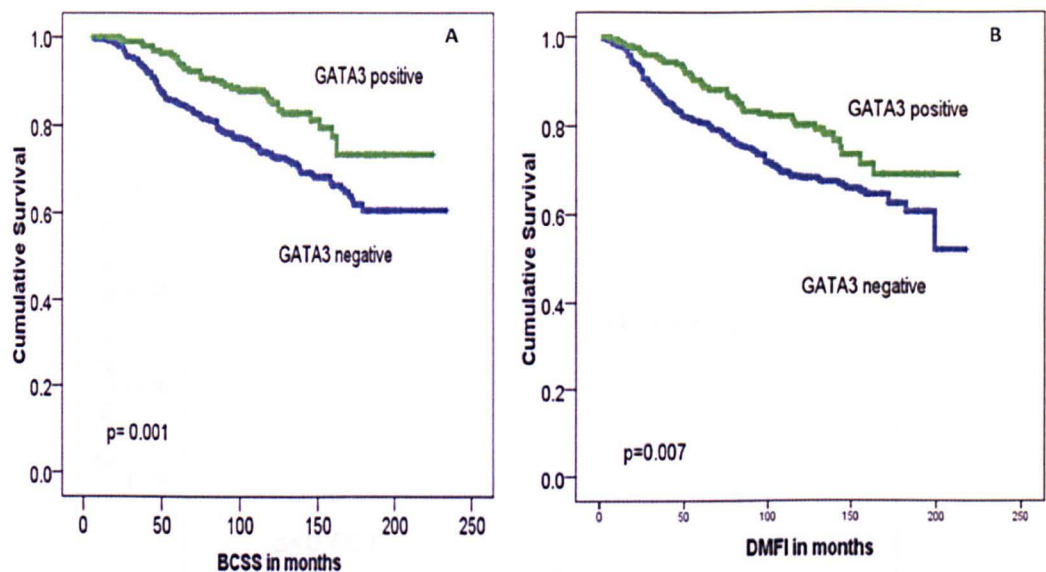 A
GATA3 positive
GATA3 negative
p= 0.001
Cumulative Survival
1.0
0.8
0.6
0.4
0.2
0.0
0
50
100
150
200
250
BCSS in months
B
GATA3 positive
GATA3 negative
p=0.007
Cumulative Survival
1.0
0.8
0.6
0.4
0.2
0.0
0
50
100
150
200
250
DMFI in months